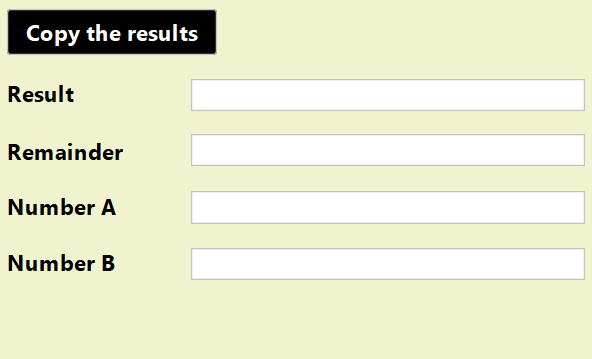 Copy the results
Result
Remainder
Number A
Number B